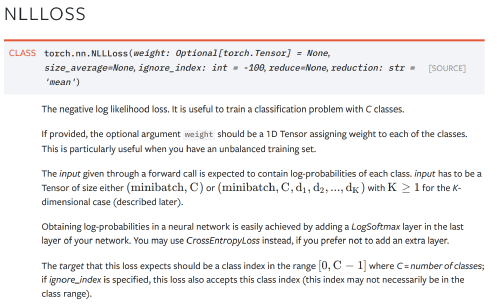 NLLLOSS
CLASS torch.nn.NLLLoss(weight: Optional[torch.Tensor] = None,
size_average=None, ignore_index: int = -100, reduce=None, reduction: str = [SOURCE]
'mean')
The negative log likelihood loss. It is useful to train a classification problem with C classes.
If provided, the optional argument weight should be a 1D Tensor assigning weight to each of the classes.
This is particularly useful when you have an unbalanced training set.
The input given through a forward call is expected to contain log-probabilities of each class. input has to be a
Tensor of size either (minibatch, C) or (minibatch, C, d₁, d₂, ..., d_K) with K ≥ 1 for the K-
dimensional case (described later).
Obtaining log-probabilities in a neural network is easily achieved by adding a LogSoftmax layer in the last
layer of your network. You may use CrossEntropyLoss instead, if you prefer not to add an extra layer.
The target that this loss expects should be a class index in the range [0, C − 1] where C = number of classes;
if ignore_index is specified, this loss also accepts this class index (this index may not necessarily be in the
class range).